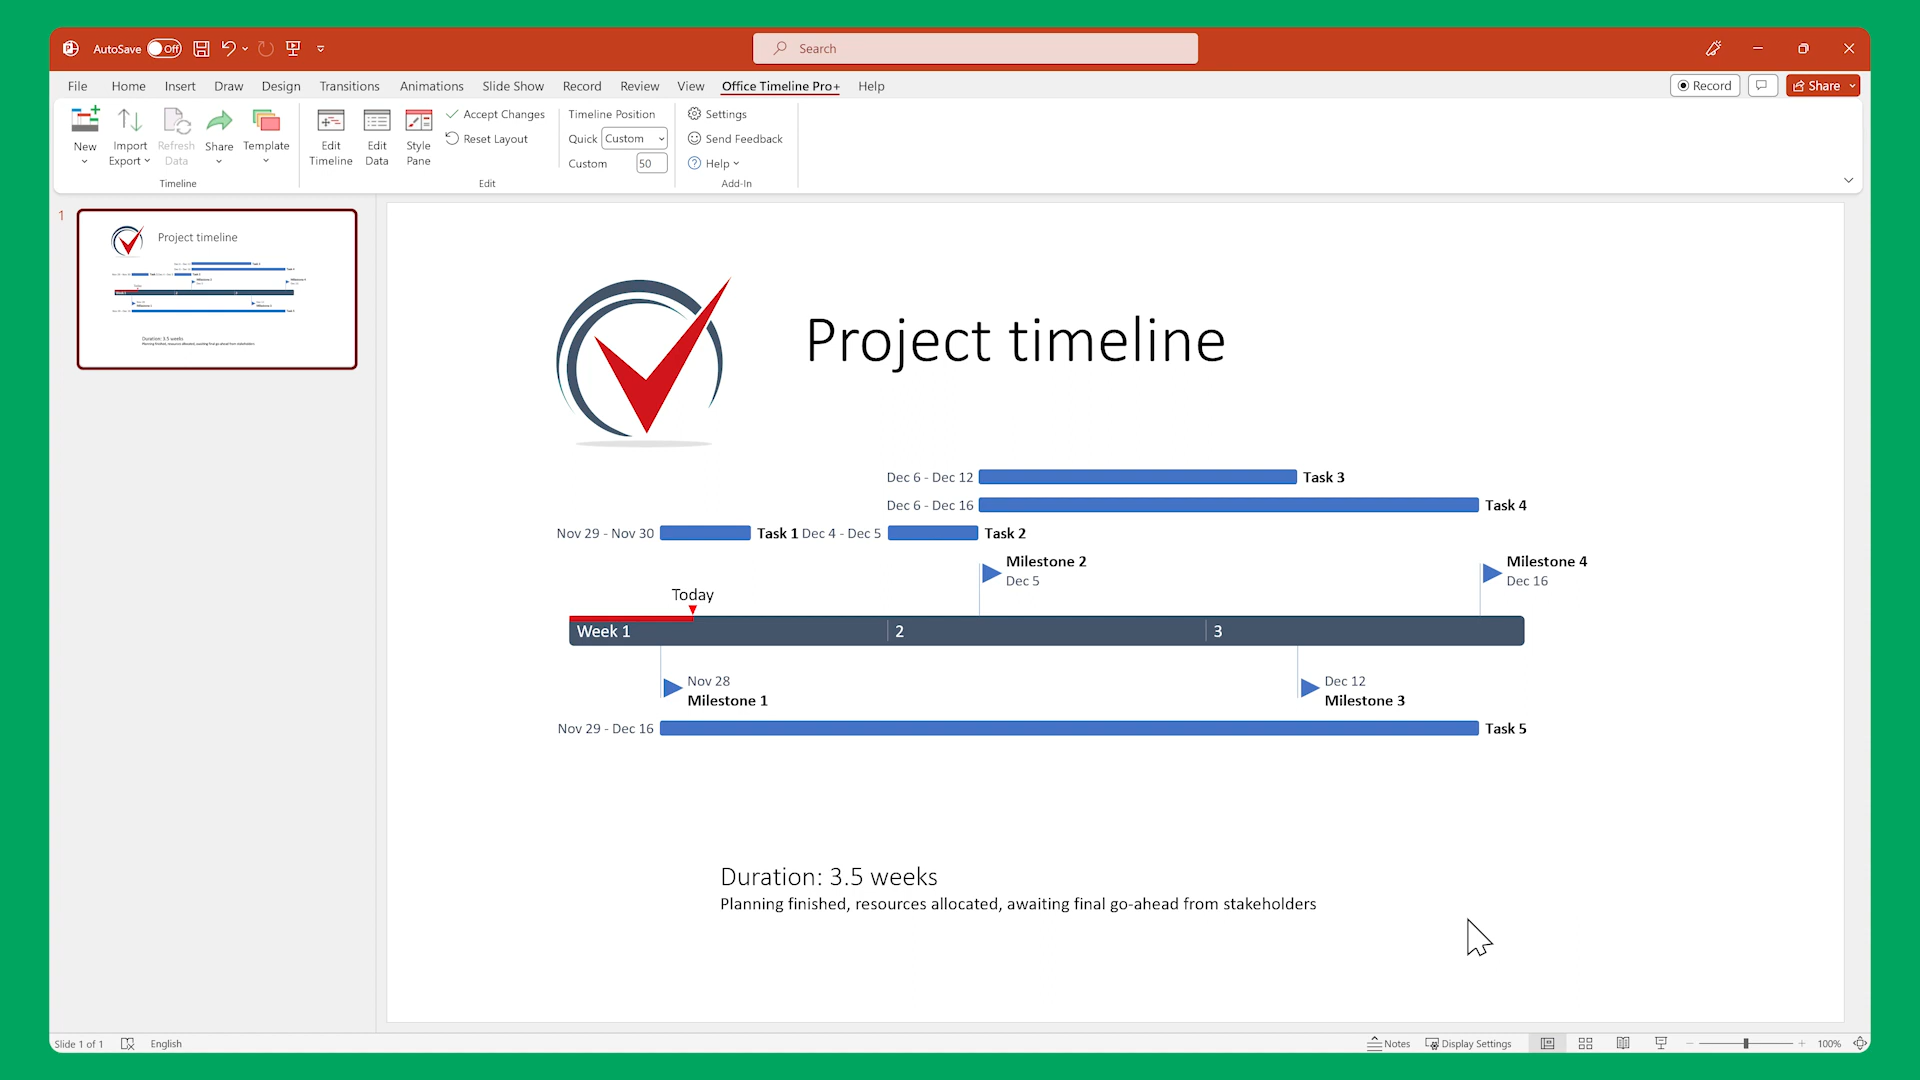 AutoSave Off
Search
File Home Insert Draw Design Transitions Animations Slide Show Record Review View Office Timeline Pro+ Help
Record Share
New
Import
Export
Refresh
Data
Share
Template
Timeline
Edit
Timeline
Edit
Data
Style
Pane
Accept Changes
Reset Layout
Edit
Timeline Position
Quick Custom
Custom 50
Settings
Send Feedback
Help
Add-In
1
Project timeline
Duration: 3.5 weeks
Project timeline
Dec 6 - Dec 12 Task 3
Dec 6 - Dec 16 Task 4
Nov 29 - Nov 30 Task 1 Dec 4 - Dec 5 Task 2
Milestone 2
Dec 5
Milestone 4
Dec 16
Today
Week 1 2 3
Nov 28
Milestone 1
Dec 12
Milestone 3
Nov 29 - Dec 16 Task 5
Duration: 3.5 weeks
Planning finished, resources allocated, awaiting final go-ahead from stakeholders
Slide 1 of 1 English Notes Display Settings 100%